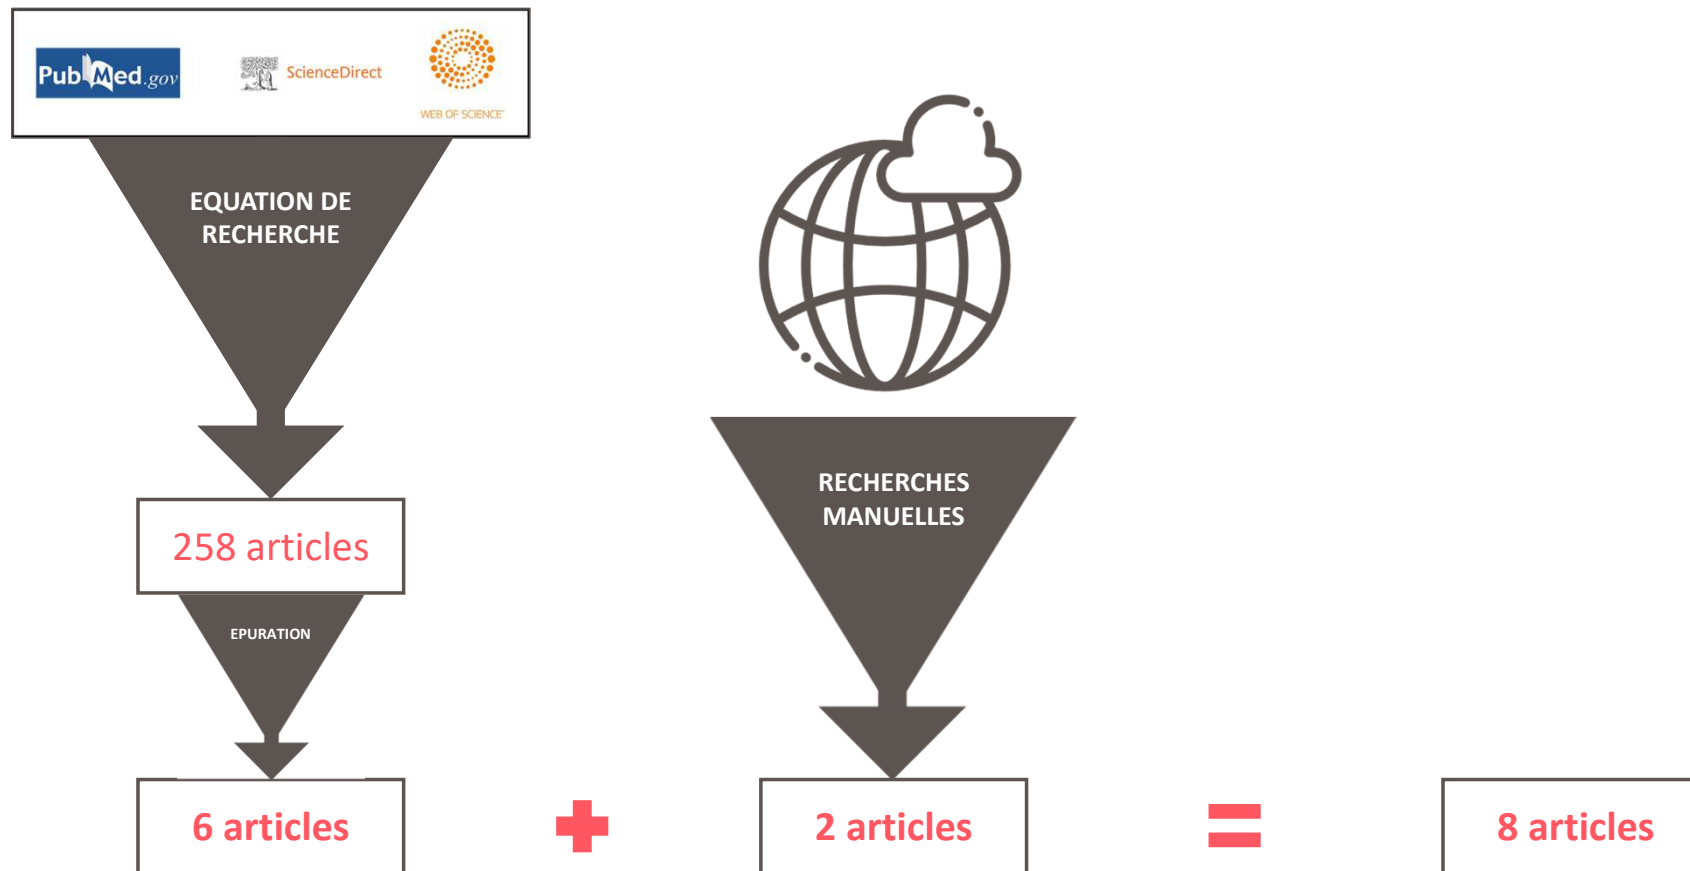 PubMed.gov
ScienceDirect
WEB OF SCIENCE™
EQUATION DE
RECHERCHE
258 articles
EPURATION
6 articles
RECHERCHES
MANUELLES
2 articles
8 articles